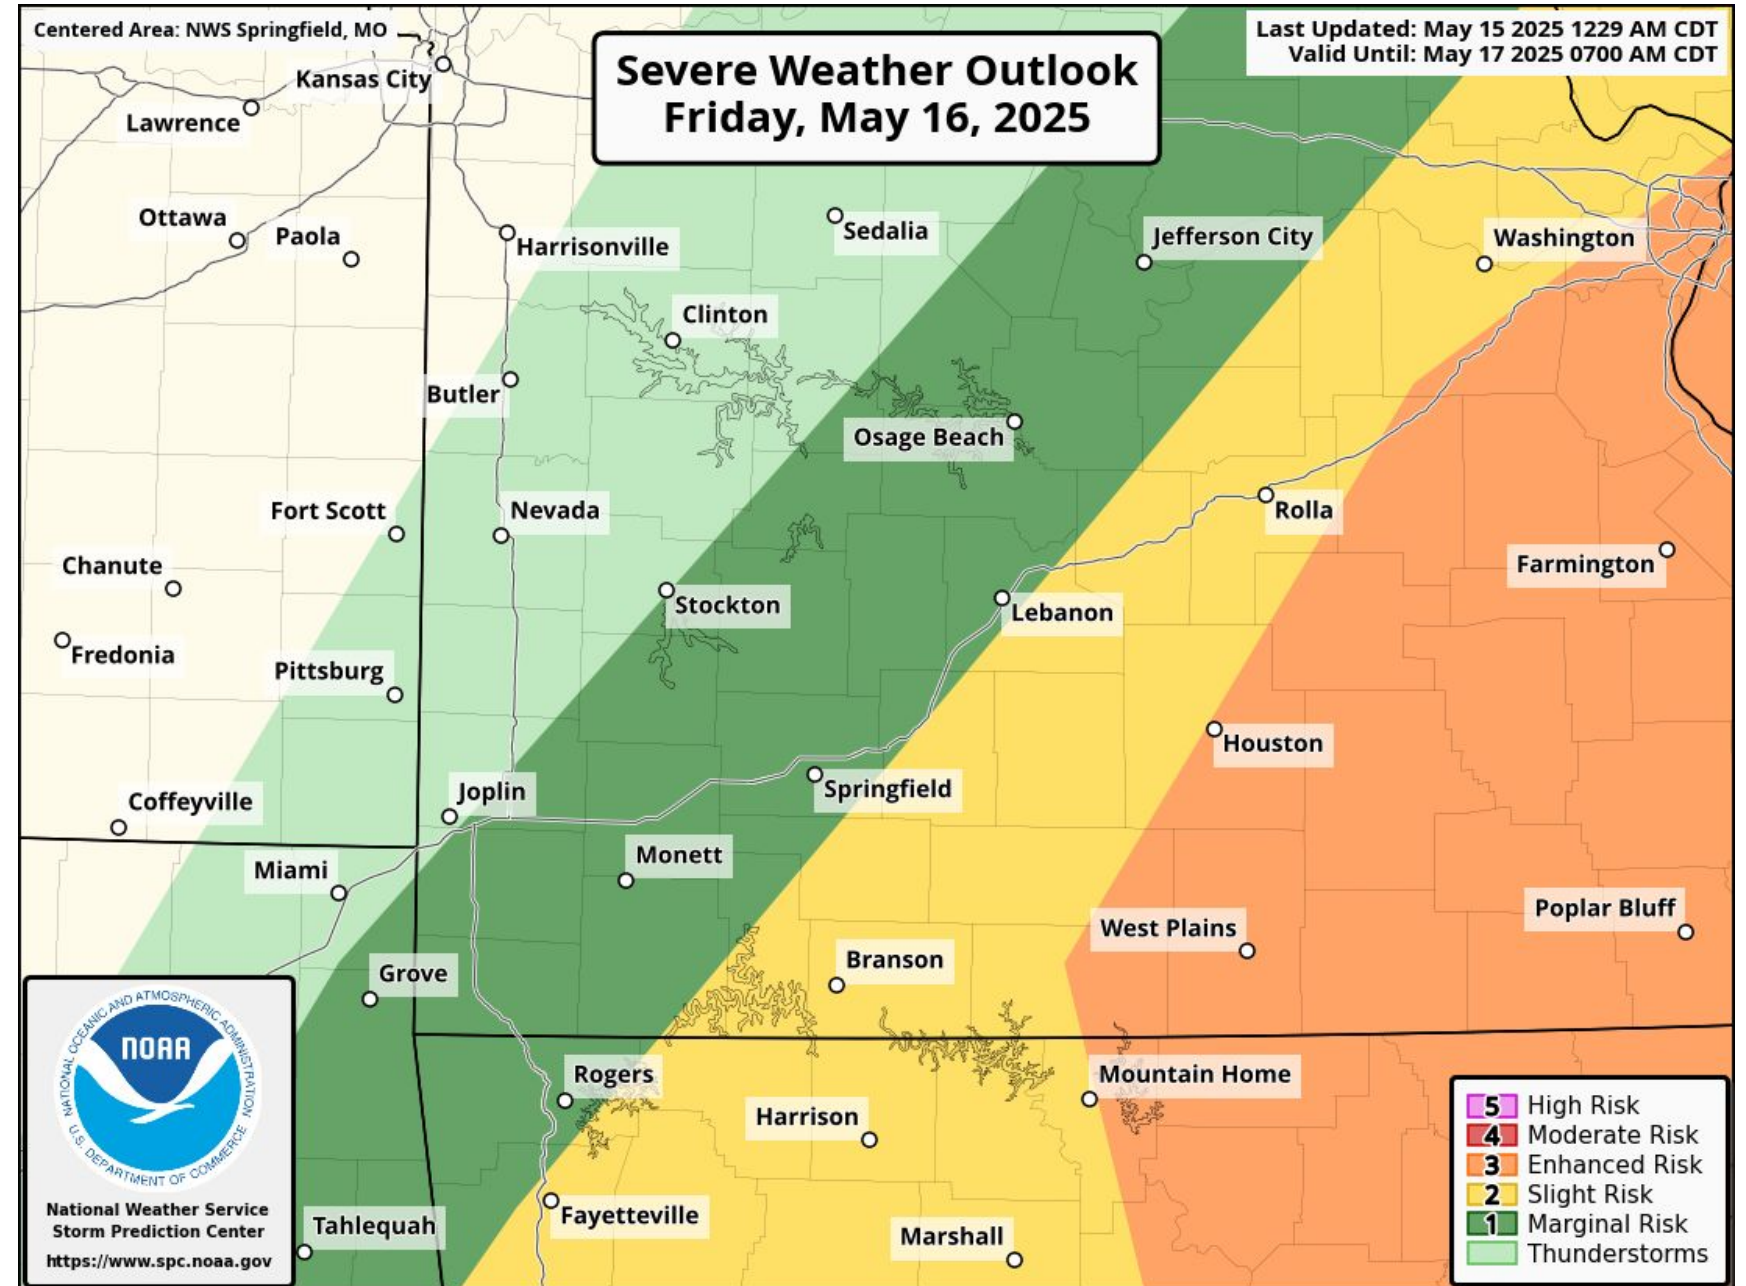 Centered Area: NWS Springfield, MO
Last Updated: May 15 2025 1229 AM CDT
Valid Until: May 17 2025 0700 AM CDT
Severe Weather Outlook
Friday, May 16, 2025
Kansas City
Lawrence
Ottawa
Paola
Harrisonville
Sedalia
Jefferson City
Washington
Clinton
Butler
Osage Beach
Fort Scott
Nevada
Rolla
Chanute
Farmington
Stockton
Lebanon
Fredonia
Pittsburg
Houston
Coffeyville
Joplin
Springfield
Miami
Monett
Poplar Bluff
West Plains
Grove
Branson
Rogers
Mountain Home
Harrison
Fayetteville
Tahlequah
Marshall
NATIONAL OCEANIC AND ATMOSPHERIC ADMINISTRATION
NOAA
U.S. DEPARTMENT OF COMMERCE
National Weather Service
Storm Prediction Center
https://www.spc.noaa.gov
5 High Risk
4 Moderate Risk
3 Enhanced Risk
2 Slight Risk
1 Marginal Risk
Thunderstorms